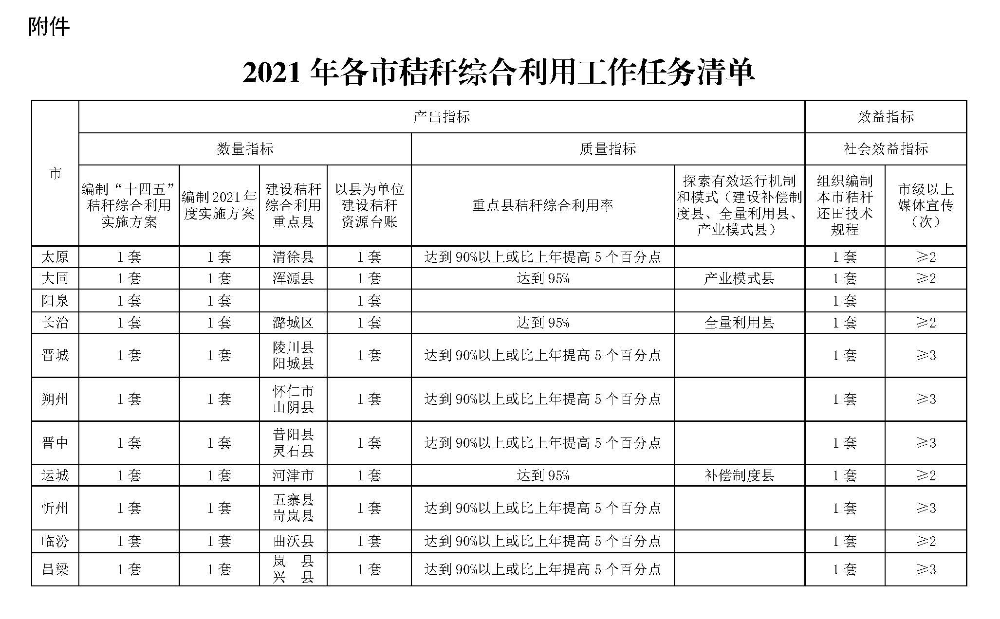 附件
2021 年各市秸秆综合利用工作任务清单
市
产出指标
效益指标
数量指标
质量指标
社会效益指标
编制“十四五”
秸秆综合利用
实施方案
编制 2021 年
度实施方案
建设秸秆
综合利用
重点县
以县为单位
建设秸秆
资源台账
重点县秸秆综合利用率
探索有效运行机制
和模式（建设补偿制
度县、全量利用县、
产业模式县）
组织编制
本市秸秆
还田技术
规程
市级以上
媒体宣传
（次）
太原 1 套 1 套 清徐县 1 套 达到 90%以上或比上年提高 5 个百分点 1 套 ≥2
大同 1 套 1 套 浑源县 1 套 达到 95% 产业模式县 1 套 ≥2
阳泉 1 套 1 套 1 套 1 套
长治 1 套 1 套 潞城区 1 套 达到 95% 全量利用县 1 套 ≥2
晋城 1 套 1 套 陵川县
阳城县 1 套 达到 90%以上或比上年提高 5 个百分点 1 套 ≥3
朔州 1 套 1 套 怀仁市
山阴县 1 套 达到 90%以上或比上年提高 5 个百分点 1 套 ≥3
晋中 1 套 1 套 昔阳县
灵石县 1 套 达到 90%以上或比上年提高 5 个百分点 1 套 ≥3
运城 1 套 1 套 河津市 1 套 达到 95% 补偿制度县 1 套 ≥2
忻州 1 套 1 套 五寨县
岢岚县 1 套 达到 90%以上或比上年提高 5 个百分点 1 套 ≥3
临汾 1 套 1 套 曲沃县 1 套 达到 90%以上或比上年提高 5 个百分点 1 套 ≥2
吕梁 1 套 1 套 岚 县
兴 县 1 套 达到 90%以上或比上年提高 5 个百分点 1 套 ≥3